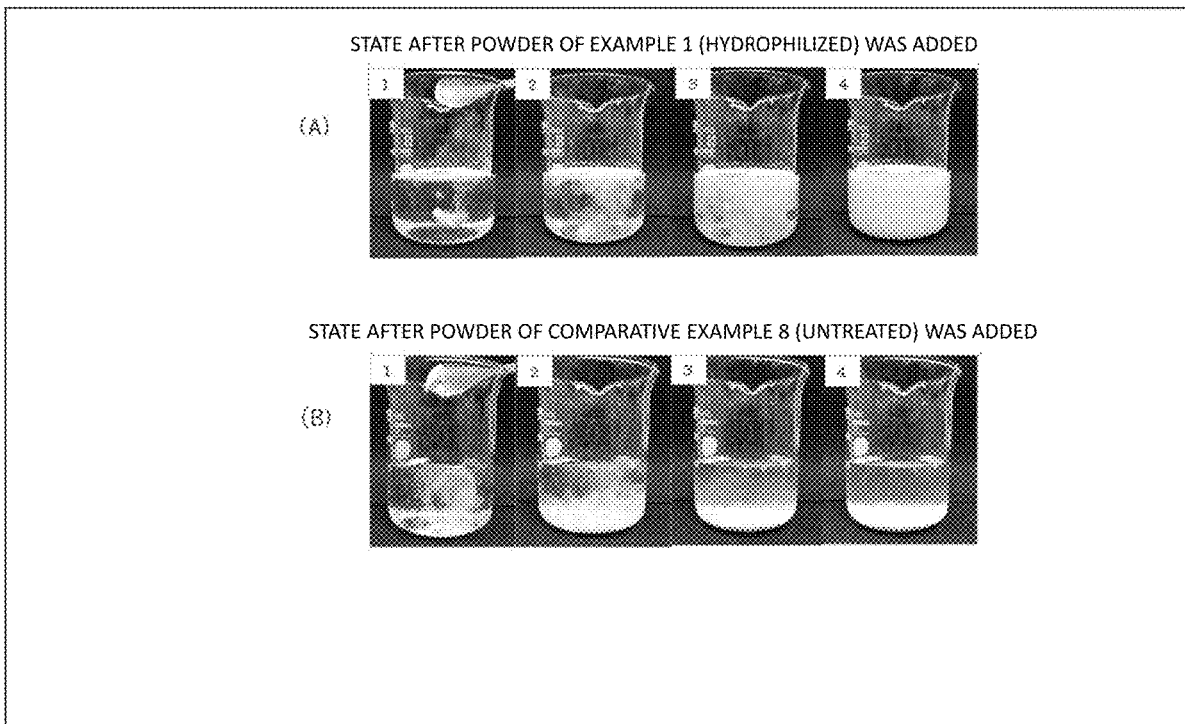 STATE AFTER POWDER OF EXAMPLE 1 (HYDROPHILIZED) WAS ADDED
1 2 3 4
(A)
STATE AFTER POWDER OF COMPARATIVE EXAMPLE 8 (UNTREATED) WAS ADDED
1 2 3 4
(B)